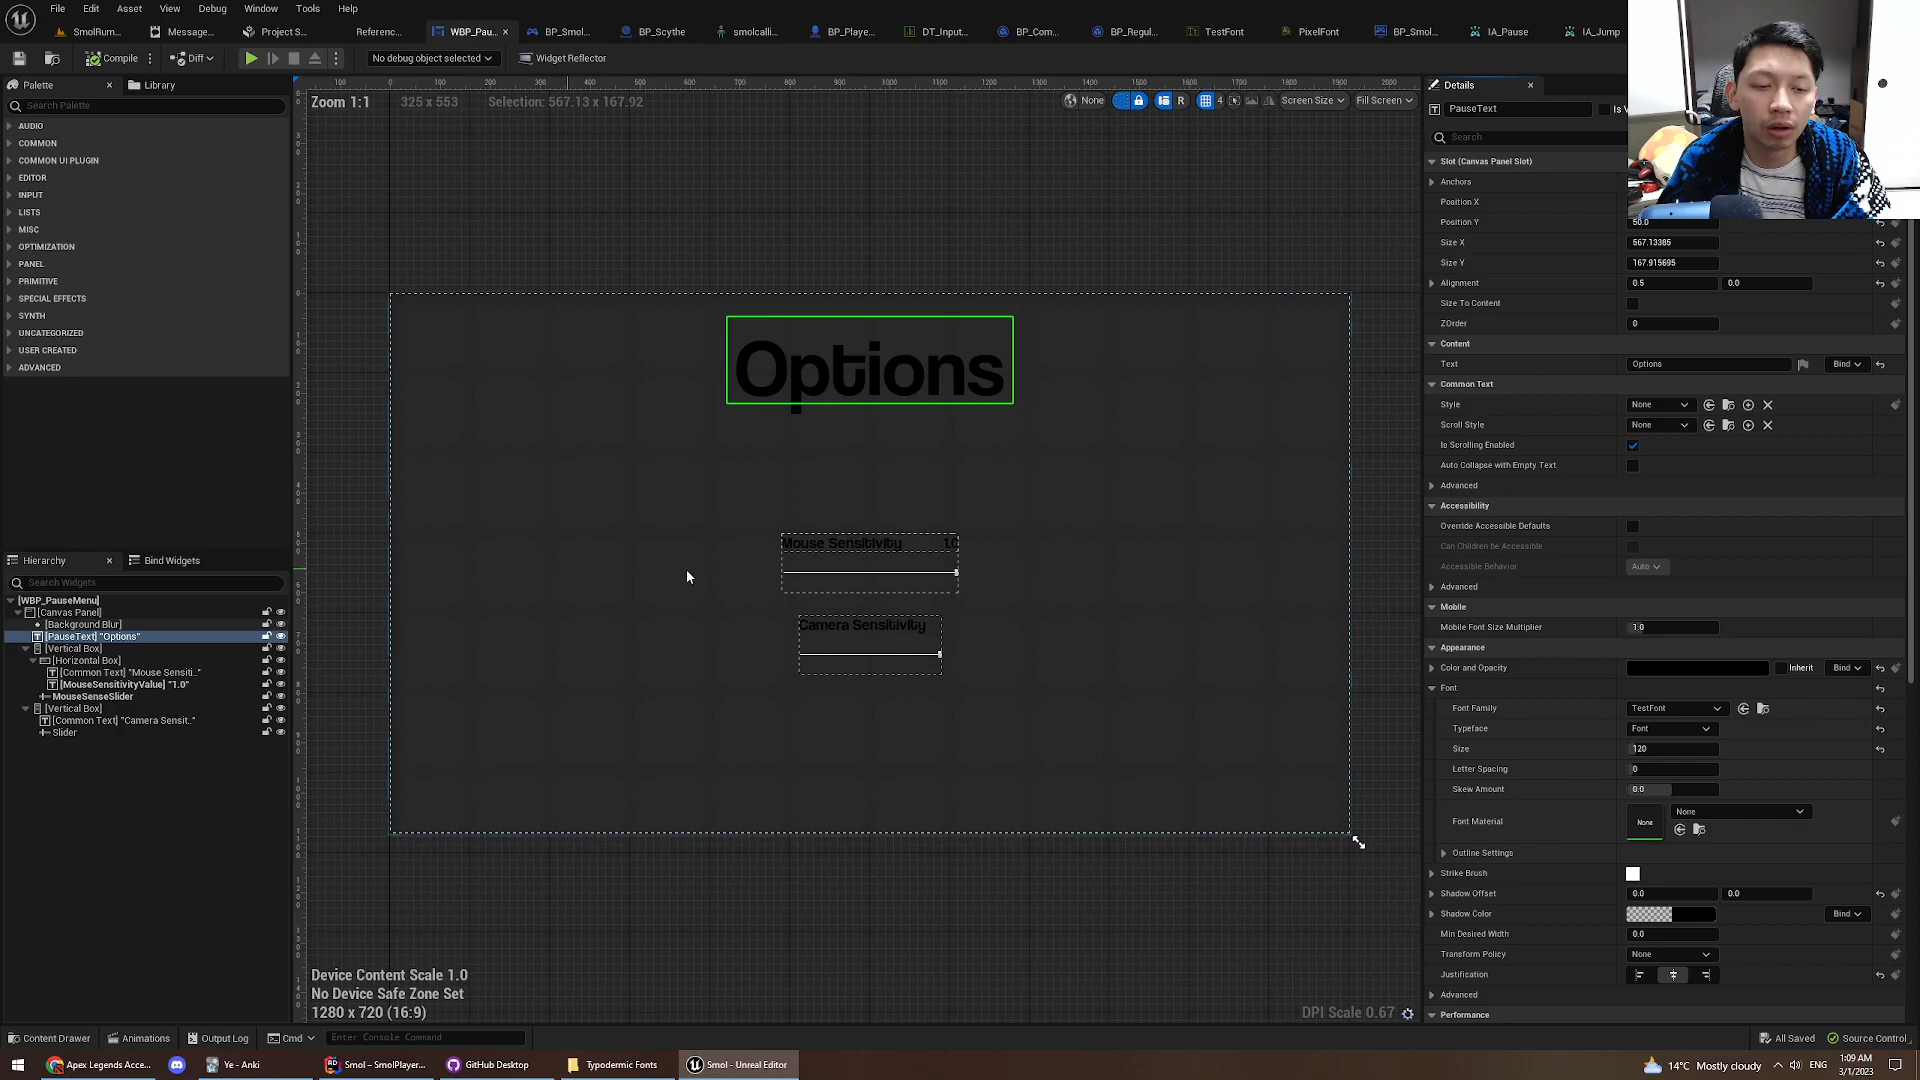 File Edit Asset View Debug Window Tools Help
SmolRum... Message... Project S... Referenc... WBP_Pau... BP_Smol... BP_Scythe smolcalli... BP_Playe... DT_Input... BP_Com... BP_Regul... TestFont PixelFont BP_Smol... IA_Pause IA_Jump
Compile Diff No debug object selected Widget Reflector
Palette Library
Search Palette
AUDIO
COMMON
COMMON UI PLUGIN
EDITOR
INPUT
LISTS
MISC
OPTIMIZATION
PANEL
PRIMITIVE
SPECIAL EFFECTS
SYNTH
UNCATEGORIZED
USER CREATED
ADVANCED
Hierarchy Bind Widgets
Search Widgets
[WBP_PauseMenu]
[Canvas Panel]
[Background Blur]
[PauseText] "Options"
[Vertical Box]
[Horizontal Box]
[Common Text] "Mouse Sensiti.."
[MouseSensitivityValue] "1.0"
MouseSenseSlider
[Vertical Box]
[Common Text] "Camera Sensit.."
Slider
Zoom 1:1 325 x 553 Selection: 567.13 x 167.92
None R 4 Screen Size Fill Screen
Options
Mouse Sensitivity 1.0
Camera Sensitivity
Device Content Scale 1.0
No Device Safe Zone Set
1280 x 720 (16:9)
DPI Scale 0.67
Details
PauseText Is V
Search
Slot (Canvas Panel Slot)
Anchors
Position X
Position Y 50.0
Size X 567.13385
Size Y 167.915695
Alignment 0.5 0.0
Size To Content
ZOrder 0
Content
Text Options Bind
Common Text
Style None
Scroll Style None
Is Scrolling Enabled
Auto Collapse with Empty Text
Advanced
Accessibility
Override Accessible Defaults
Can Children be Accessible
Accessible Behavior Auto
Advanced
Mobile
Mobile Font Size Multiplier 1.0
Appearance
Color and Opacity Inherit Bind
Font
Font Family TestFont
Typeface Font
Size 120
Letter Spacing 0
Skew Amount 0.0
Font Material None None
Outline Settings
Strike Brush
Shadow Offset 0.0 0.0
Shadow Color Bind
Min Desired Width 0.0
Transform Policy None
Justification
Advanced
Performance
Content Drawer Animations Output Log Cmd Enter Console Command
All Saved Source Control
Apex Legends Acce... Ye - Anki Smol – SmolPlayer... GitHub Desktop Typodermic Fonts Smol - Unreal Editor
14°C Mostly cloudy ENG 1:09 AM
3/1/2023